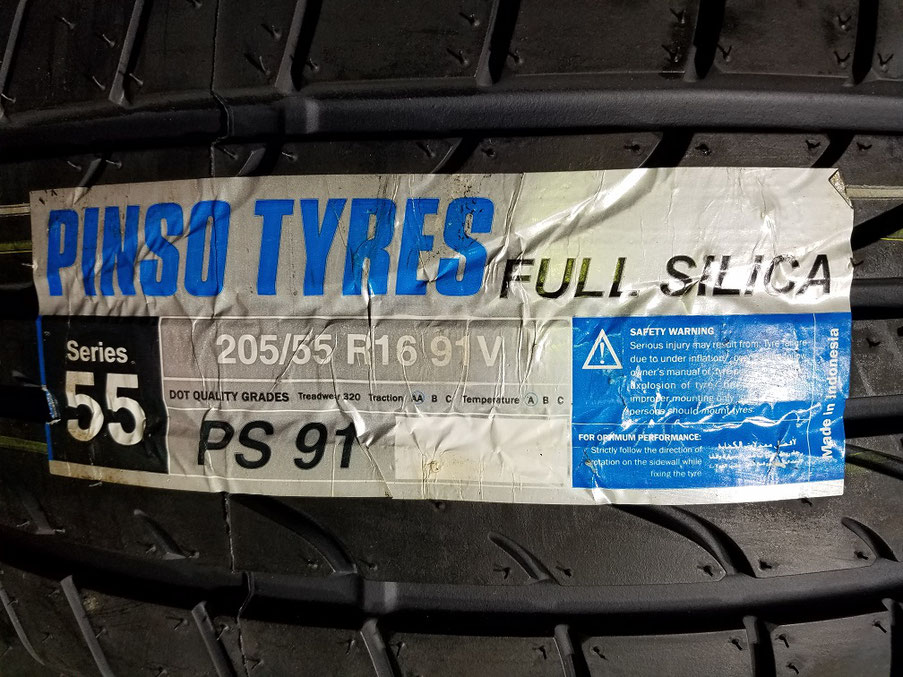 PINSO TYRES
FULL SILICA
Series
55
205/55 R16 91V
DOT QUALITY GRADES Treadwear 320 Traction AA B C Temperature A B C
PS 91
SAFETY WARNING
Serious injury may result from: Tyre failure
due to under inflation/
owner's manual of tyre
explosion of tyre/
improper mounting only
persons should mount tyres
FOR OPTIMUM PERFORMANCE:
Strictly follow the direction of
rotation on the sidewall while
fixing the tyre
Made In Indonesia